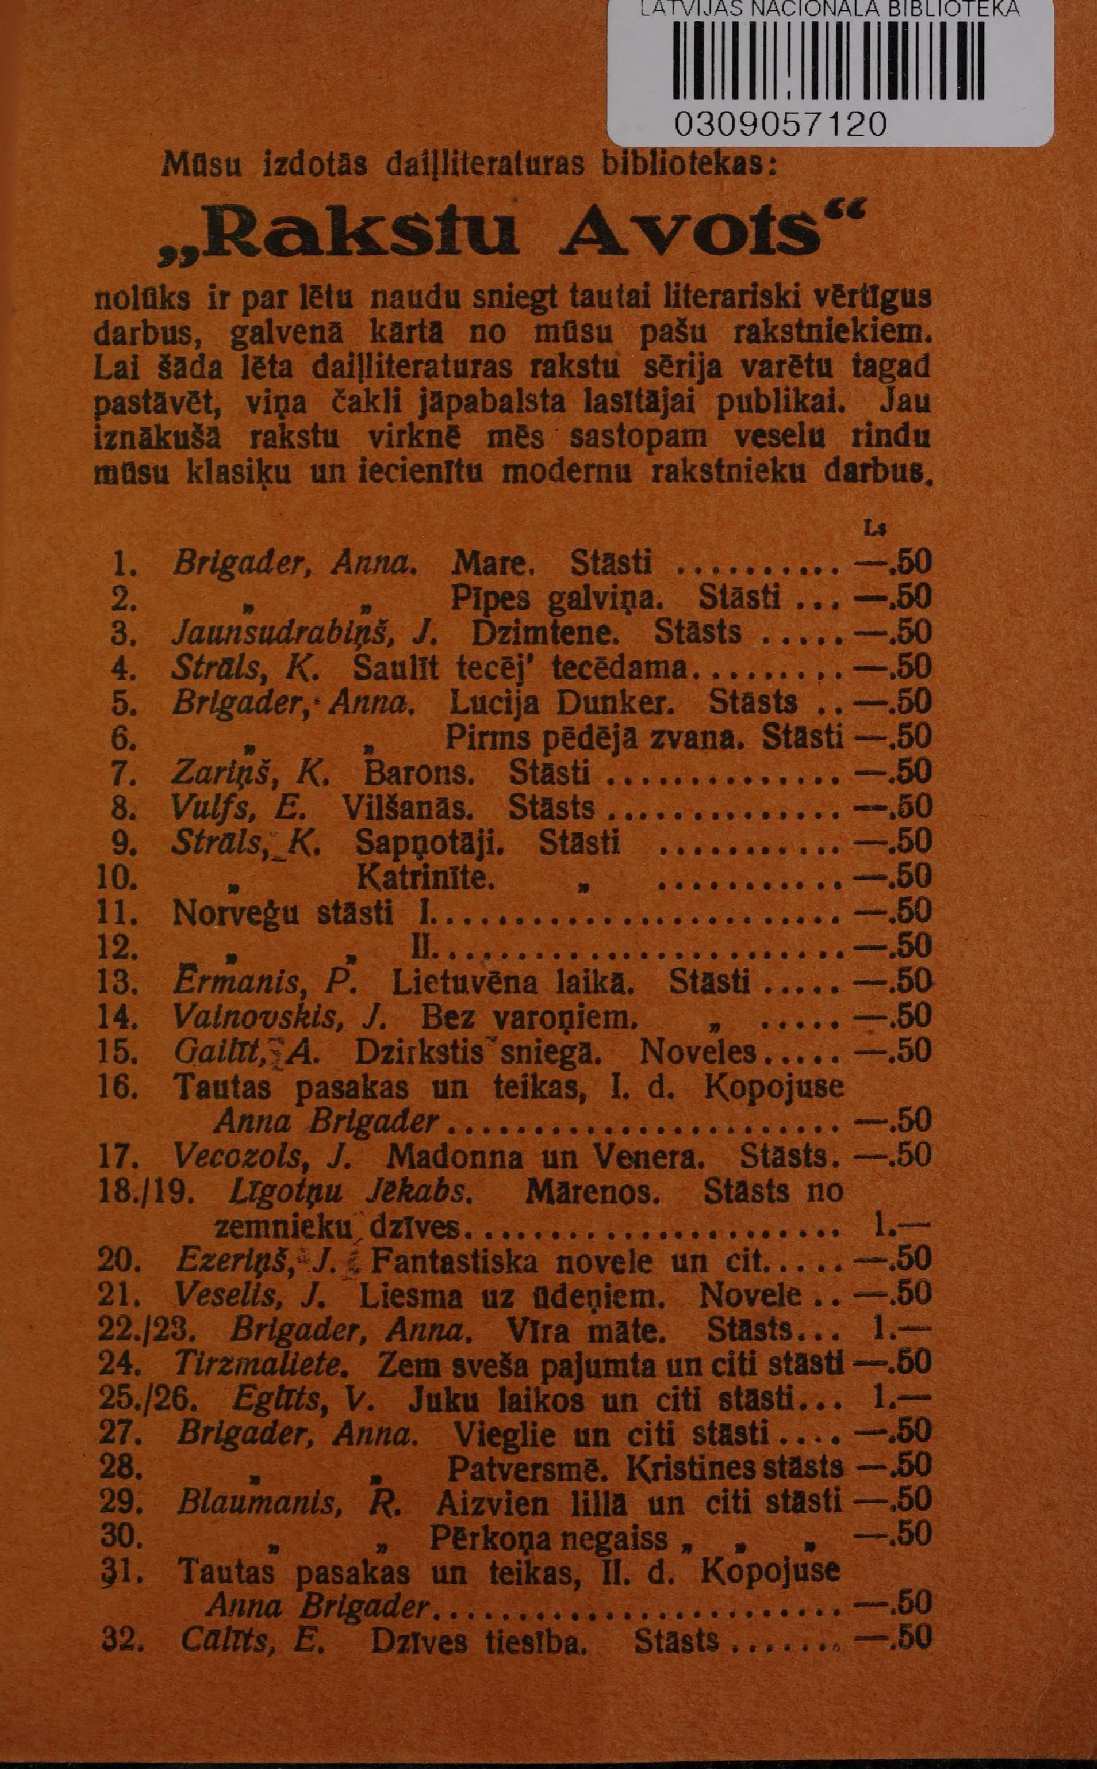 LATVIJAS NACIONĀLĀ BIBLIOTĒKA
0309057120
Mūsu izdotās daiļliteraturas bibliotekas:
„Rakstu Avots“
nolūks ir par lētu naudu sniegt tautai literariski vērtīgus
darbus, galvenā kārtā no mūsu pašu rakstniekiem.
Lai šāda lēta daiļliteraturas rakstu sērija varētu tagad
pastāvēt, viņa čakli jāpabalsta lasītājai publikai. Jau
iznākušā rakstu virknē mēs sastopam veselu rindu
mūsu klasiķu un iecienītu modernu rakstnieku darbus.
Ls
1. Brigader, Anna. Mare. Stāsti .......... —.50
2. „ „ Pīpes galviņa. Stāsti ... —.50
3. Jaunsudrabiņš, J. Dzimtene. Stāsts ..... —.50
4. Strāls, K. Saulīt tecēj' tecēdama......... —.50
5. Brigader, Anna. Lucija Dunker. Stāsts .. —.50
6. „ „ Pirms pēdējā zvana. Stāsti —.50
7. Zariņš, K. Barons. Stāsti .............. —.50
8. Vulfs, E. Vilšanās. Stāsts .............. —.50
9. Strāls, K. Sapņotāji. Stāsti ........... —.50
10. „ Katrinīte. „ ........... —.50
11. Norveģu stāsti I......................... —.50
12. „ „ II......................... —.50
13. Ērmanis, P. Lietuvēna laikā. Stāsti ..... —.50
14. Vainovskis, J. Bez varoņiem. „ ..... —.50
15. Gailīt, A. Dzirkstis sniegā. Noveles..... —.50
16. Tautas pasakas un teikas, I. d. Kopojuse
Anna Brigader ........................ —.50
17. Vecozols, J. Madonna un Venera. Stāsts. —.50
18./19. Līgotņu Jēkabs. Mārenos. Stāsts no
zemnieku dzīves....................... 1.—
20. Ezeriņš, J. Fantastiska novele un cit..... —.50
21. Veselis, J. Liesma uz ūdeņiem. Novele .. —.50
22./23. Brigader, Anna. Vīra māte. Stāsts... 1.—
24. Tirzmaliete. Zem sveša pajumta un citi stāsti —.50
25./26. Eglīts, V. Juku laikos un citi stāsti... 1.—
27. Brigader, Anna. Vieglie un citi stāsti .... —.50
28. „ „ Patversmē. Kristines stāsts —.50
29. Blaumanis, R. Aizvien lillā un citi stāsti —.50
30. „ „ Pērkoņa negaiss „ „ „ —.50
31. Tautas pasakas un teikas, II. d. Kopojuse
Anna Brigader......................... —.50
32. Cālīts, E. Dzīves tiesība. Stāsts ....... —.50